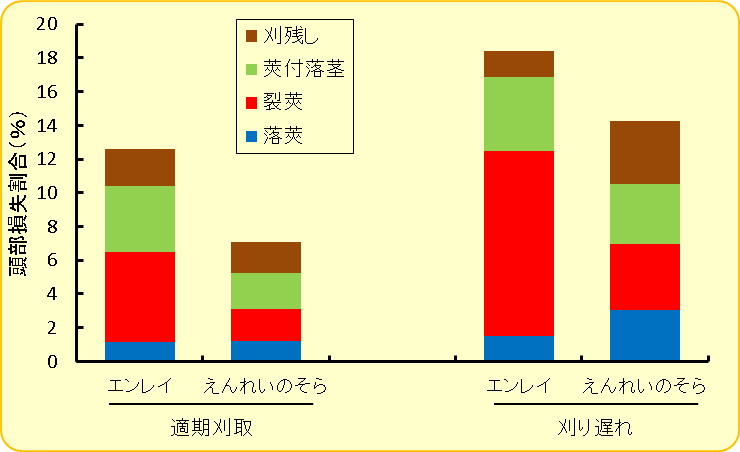 頭部損失割合(%)
20
18
16
14
12
10
8
6
4
2
0
刈残し
莢付落茎
裂莢
落莢
エンレイ
えんれいのそら
エンレイ
えんれいのそら
適期刈取
刈り遅れ